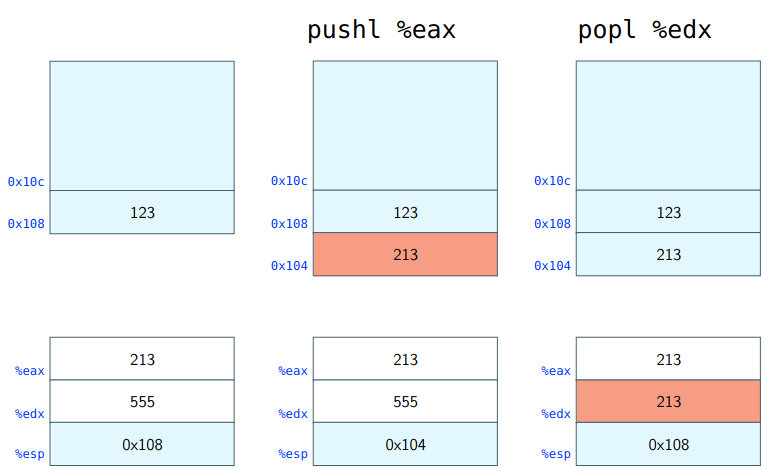 pushl %eax
popl %edx
0x10c
0x108
123
0x10c
0x108
123
0x104
213
0x10c
0x108
123
0x104
213
%eax
213
%edx
555
%esp
0x108
%eax
213
%edx
555
%esp
0x104
%eax
213
%edx
213
%esp
0x108